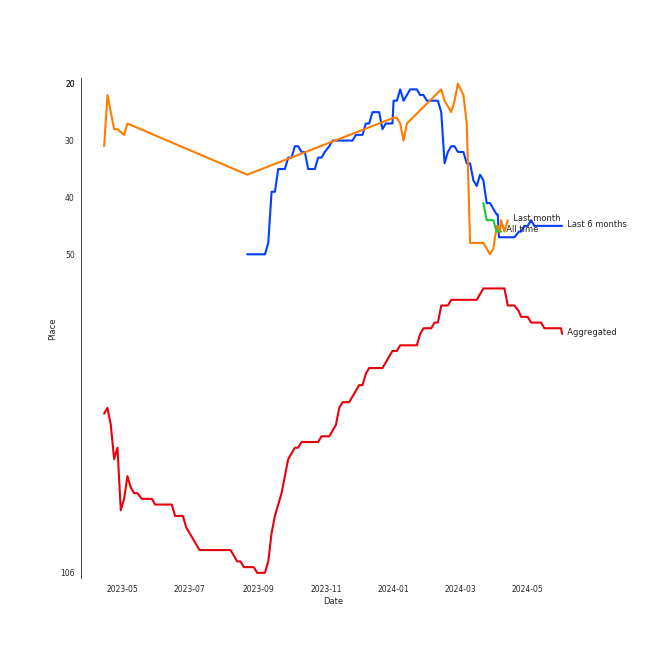 20
30
Last month
40
Last 6 months
All time
50
Place
Aggregated
106
2023-05 2023-07 2023-09 2023-11 2024-01 2024-03 2024-05
Date